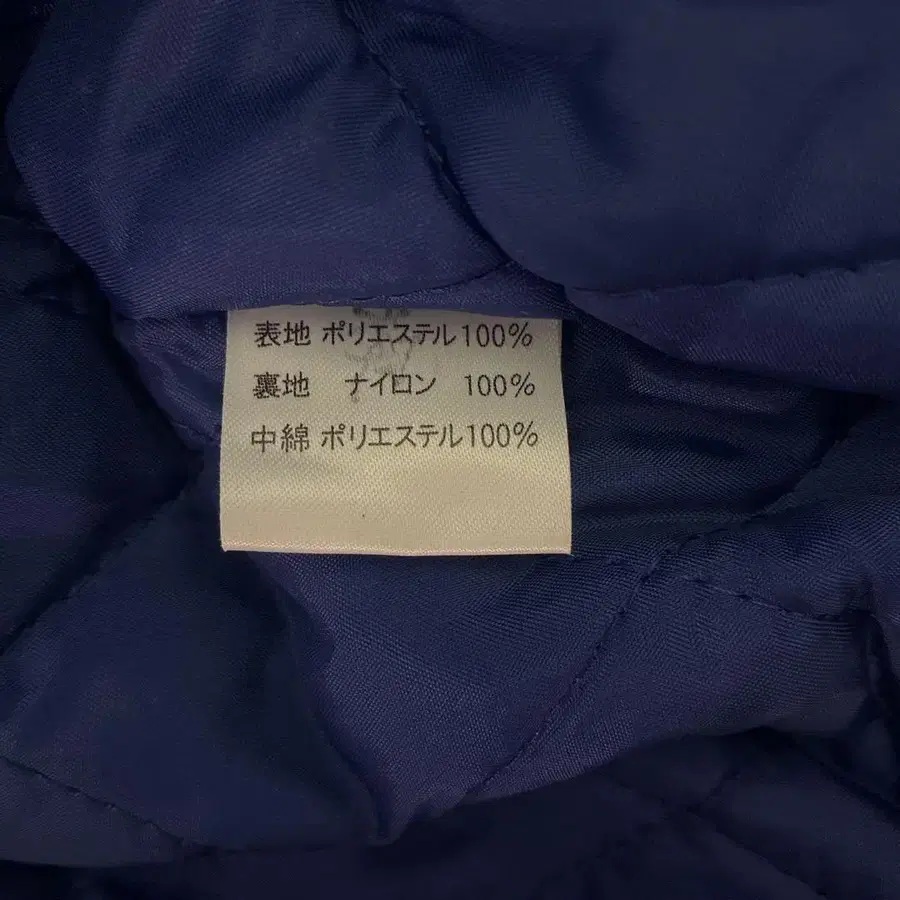 表地 ポリエステル100%
裏地 ナイロン 100%
中綿 ポリエステル100%